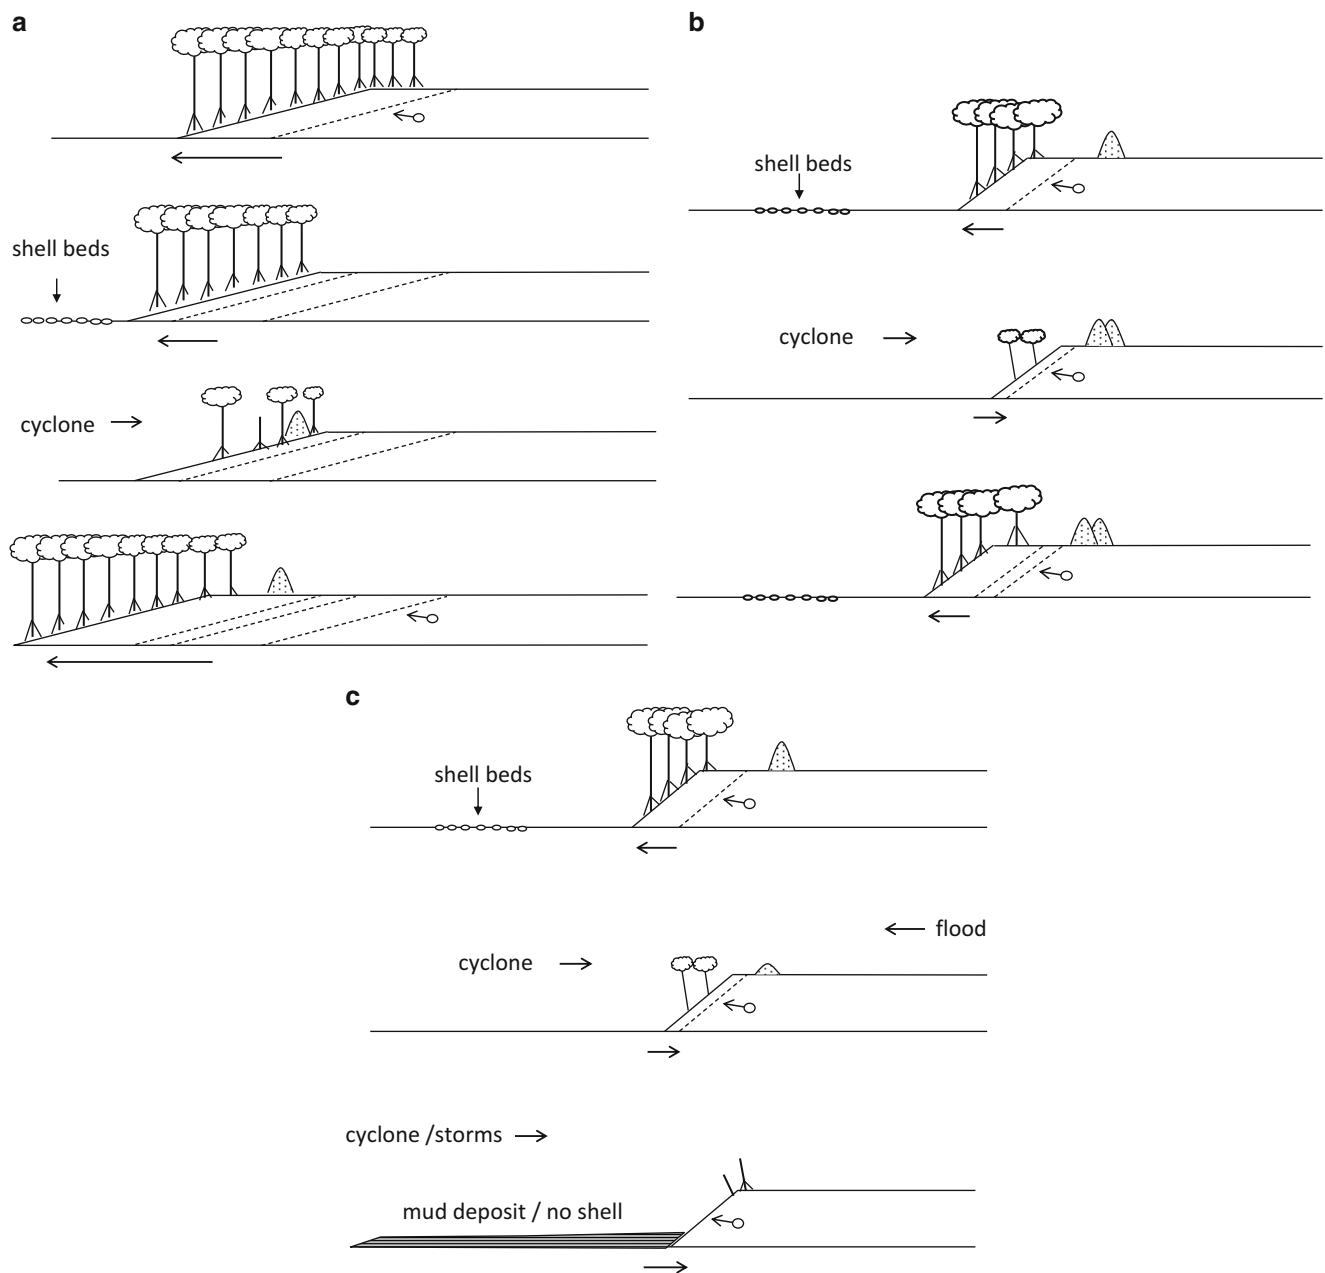 a
shell beds
cyclone
b
shell beds
cyclone
c
shell beds
flood
cyclone
cyclone /storms
mud deposit / no shell